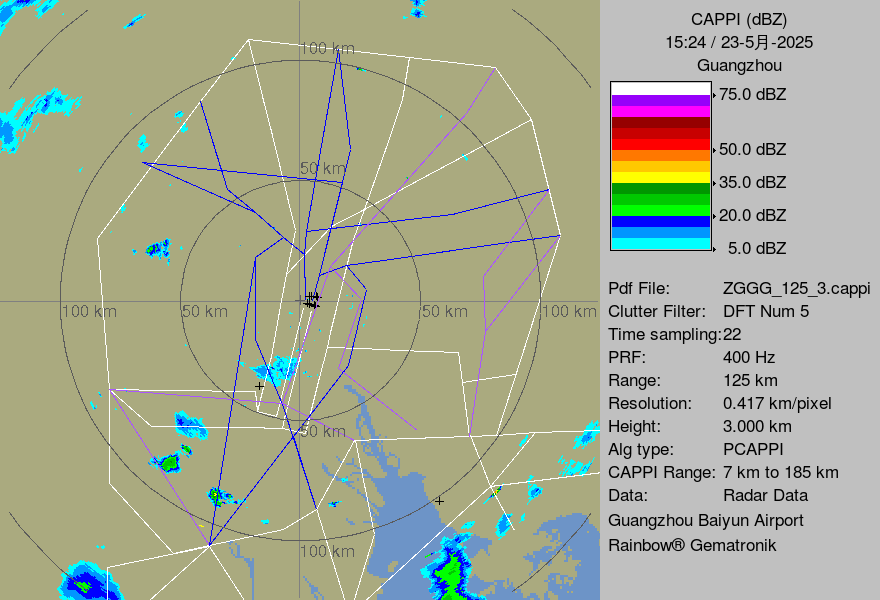 CAPPI (dBZ)
15:24 / 23-5月-2025
Guangzhou
75.0 dBZ
50.0 dBZ
35.0 dBZ
20.0 dBZ
5.0 dBZ
Pdf File: ZGGG_125_3.cappi
Clutter Filter: DFT Num 5
Time sampling:22
PRF: 400 Hz
Range: 125 km
Resolution: 0.417 km/pixel
Height: 3.000 km
Alg type: PCAPPI
CAPPI Range: 7 km to 185 km
Data: Radar Data
Guangzhou Baiyun Airport
Rainbow® Gematronik
100 km
50 km
100 km
50 km
50 km
100 km
50 km
100 km